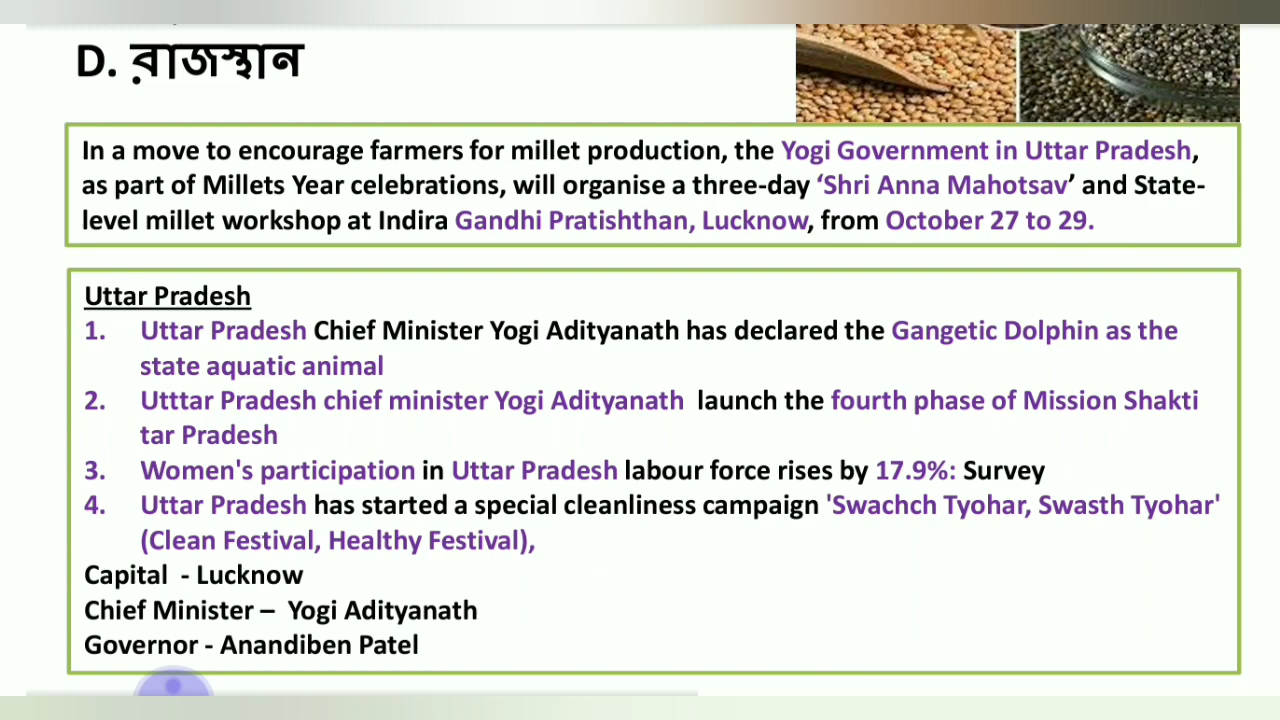 D. রাজস্থান
In a move to encourage farmers for millet production, the Yogi Government in Uttar Pradesh,
as part of Millets Year celebrations, will organise a three-day ‘Shri Anna Mahotsav’ and State-
level millet workshop at Indira Gandhi Pratishthan, Lucknow, from October 27 to 29.
Uttar Pradesh
1. Uttar Pradesh Chief Minister Yogi Adityanath has declared the Gangetic Dolphin as the
state aquatic animal
2. Utttar Pradesh chief minister Yogi Adityanath launch the fourth phase of Mission Shakti
tar Pradesh
3. Women's participation in Uttar Pradesh labour force rises by 17.9%: Survey
4. Uttar Pradesh has started a special cleanliness campaign 'Swachch Tyohar, Swasth Tyohar'
(Clean Festival, Healthy Festival),
Capital - Lucknow
Chief Minister – Yogi Adityanath
Governor - Anandiben Patel